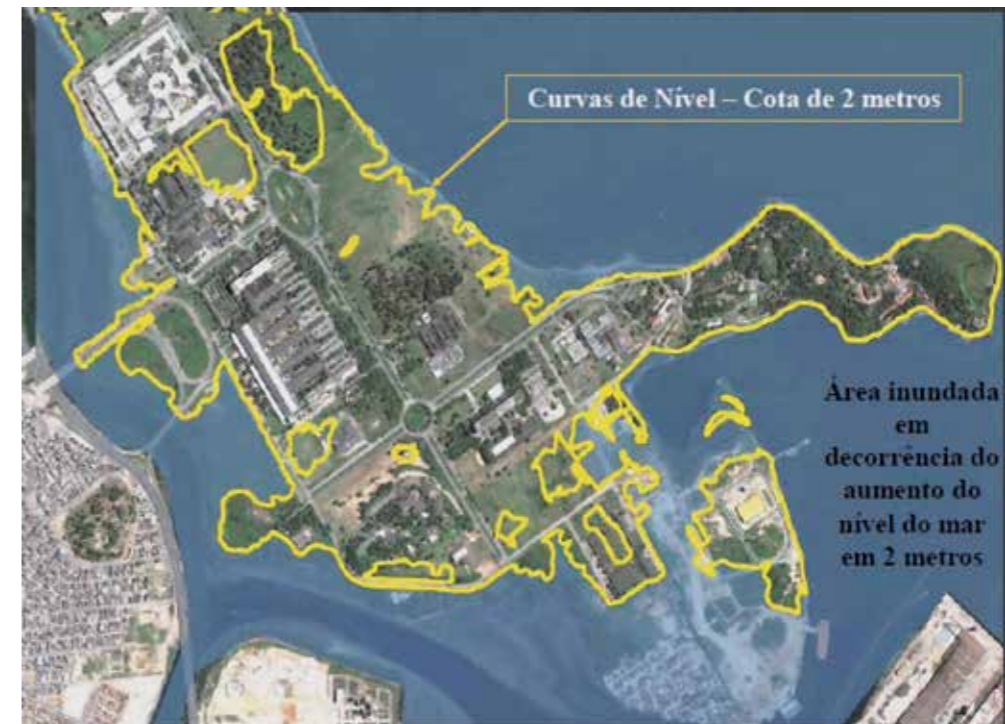 Curvas de Nível – Cota de 2 metros
Área inundada
em
decorrência do
aumento do
nível do mar
em 2 metros